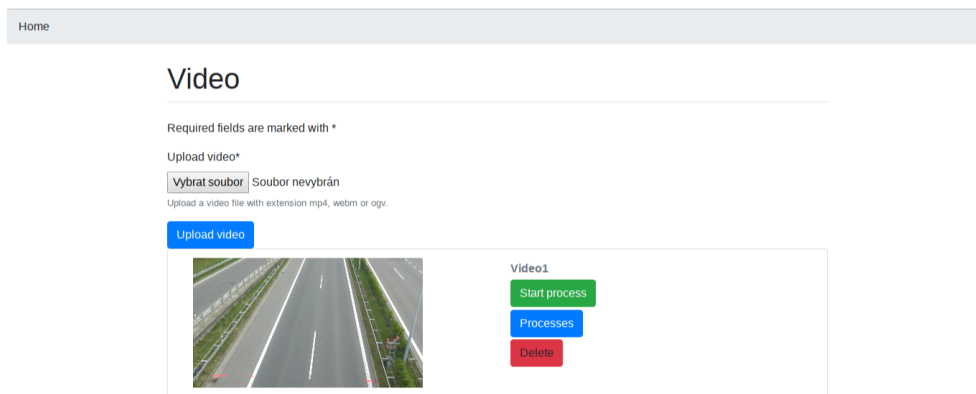 Home
Video
Required fields are marked with *
Upload video*
Vybrat soubor Soubor nevybrán
Upload a video file with extension mp4, webm or ogv.
Upload video
Video1
Start process
Processes
Delete